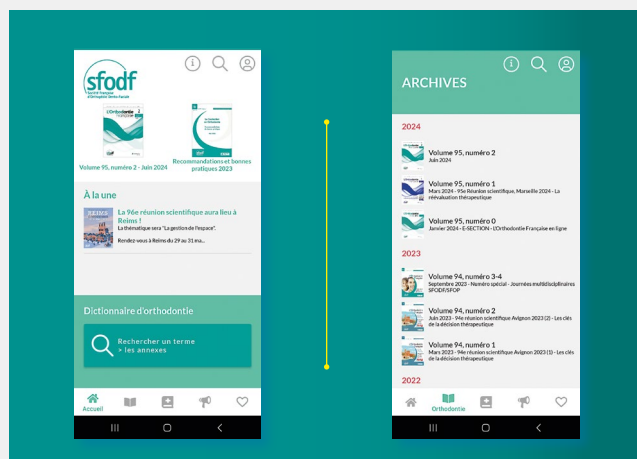 sfodf
Société française
d'Orthopédie Dento-Faciale
L'Orthodontie
Française
Volume 95, numéro 2 - Juin 2024
Recommandations et bonnes
pratiques 2023
À la une
REIMS
La 96e réunion scientifique aura lieu à
Reims !
La thématique sera "La gestion de l'espace".
Rendez-vous à Reims du 29 au 31 ma...
Dictionnaire d'orthodontie
Rechercher un terme
> les annexes
Accueil
ARCHIVES
2024
Volume 95, numéro 2
Juin 2024
Volume 95, numéro 1
Mars 2024 - 95e Réunion scientifique, Marseille 2024 - La
réévaluation thérapeutique
Volume 95, numéro 0
Janvier 2024 - E-SECTION - L'Orthodontie Française en ligne
2023
Volume 94, numéro 3-4
Septembre 2023 - Numéro spécial - Journées multidisciplinaires
SFODF/SFOP
Volume 94, numéro 2
Juin 2023 - 94e réunion scientifique Avignon 2023 (2) - Les clés
de la décision thérapeutique
Volume 94, numéro 1
Mars 2023 - 94e réunion scientifique Avignon 2023 (1) - Les clés
de la décision thérapeutique
2022
Orthodontie